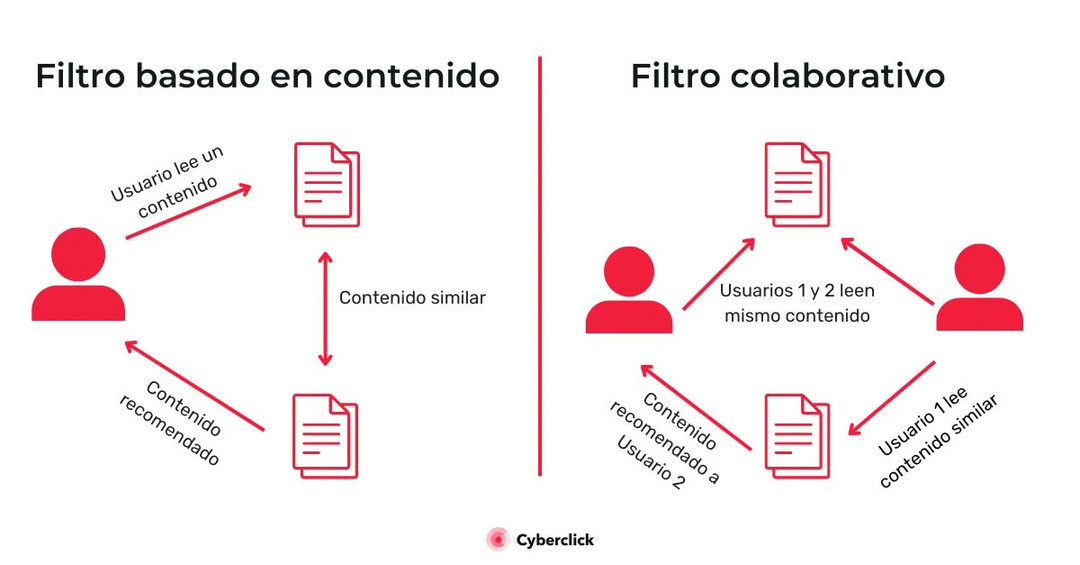 Filtro basado en contenido
Usuario lee un
contenido
Contenido similar
Contenido
recomendado
Filtro colaborativo
Usuarios 1 y 2 leen
mismo contenido
Contenido
recomendado a
Usuario 2
Usuario 1 lee
contenido similar
Cyberclick